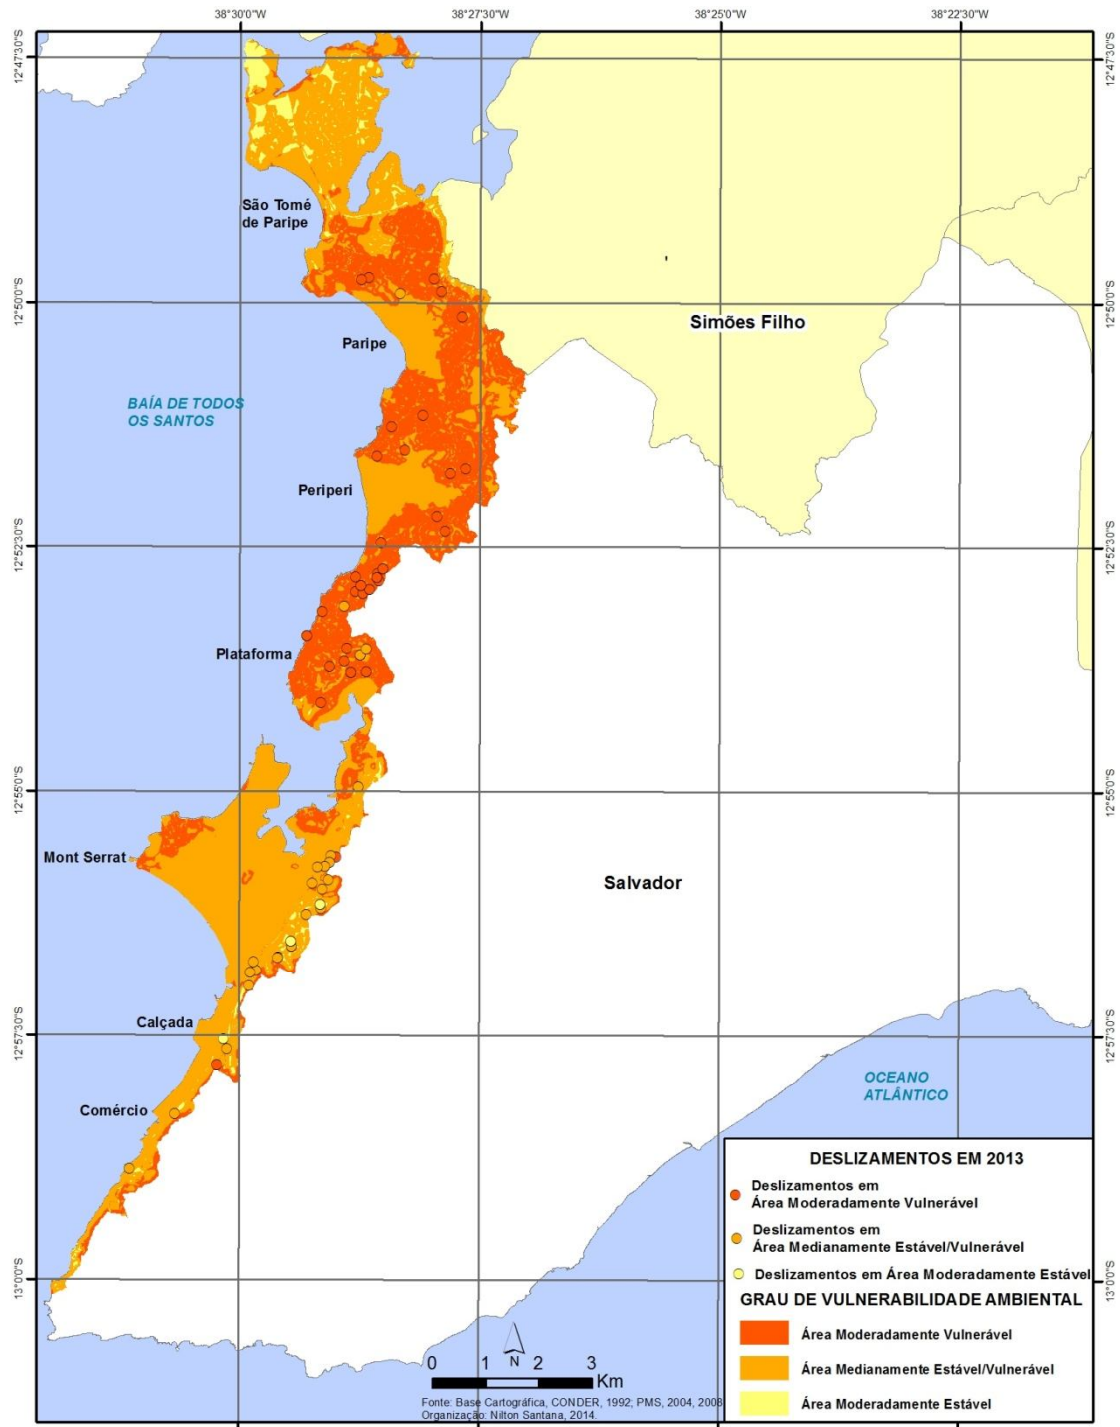 38°30'0"W
38°27'30"W
38°25'0"W
38°22'30"W
12°47'30"S
12°47'30"S
São Tomé
de Paripe
12°50'0"S
12°50'0"S
Simões Filho
Paripe
BAÍA DE TODOS
OS SANTOS
Periperi
12°52'30"S
12°52'30"S
Plataforma
12°55'0"S
12°55'0"S
Mont Serrat
Salvador
Calçada
12°57'30"S
12°57'30"S
OCEANO
ATLÂNTICO
Comércio
DESLIZAMENTOS EM 2013
Deslizamentos em
Área Moderadamente Vulnerável
Deslizamentos em
Área Medianamente Estável/Vulnerável
Deslizamentos em Área Moderadamente Estável
13°0'0"S
13°0'0"S
GRAU DE VULNERABILIDADE AMBIENTAL
Área Moderadamente Vulnerável
Área Medianamente Estável/Vulnerável
Área Moderadamente Estável
N
0 1 2 3
Km
Fonte: Base Cartográfica, CONDER, 1992; PMS, 2004, 2008
Organização: Nilton Santana, 2014.